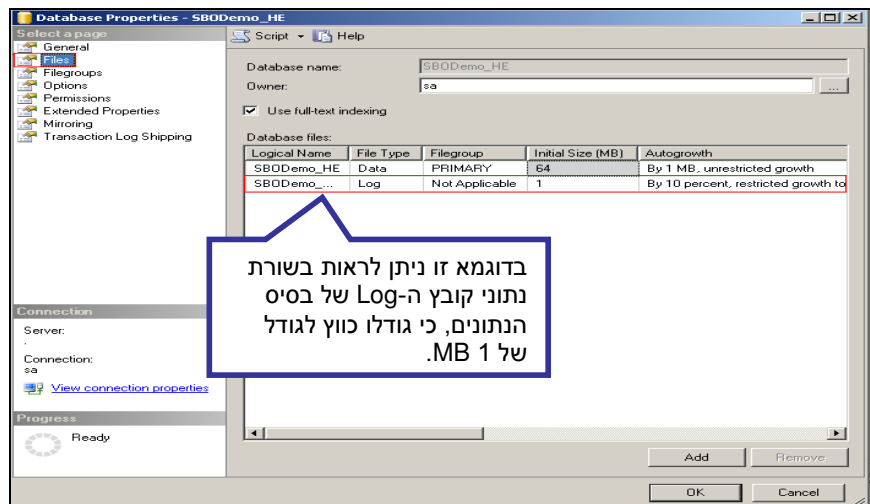 Database Properties - SBODemo_HE
Select a page
General
Files
Filegroups
Options
Permissions
Extended Properties
Mirroring
Transaction Log Shipping
Script Help
Database name: SBODemo_HE
Owner: sa ...
Use full-text indexing
Database files:
Logical Name File Type Filegroup Initial Size (MB) Autogrowth
SBODemo_HE Data PRIMARY 64 By 1 MB, unrestricted growth
SBODemo_... Log Not Applicable 1 By 10 percent, restricted growth to
בדוגמא זו ניתן לראות בשורת
נתוני קובץ ה-Log של בסיס
הנתונים, כי גודלו כווץ לגודל
של 1 MB.
Connection
Server:
.
Connection:
sa
View connection properties
Progress
Ready
Add Remove
OK Cancel